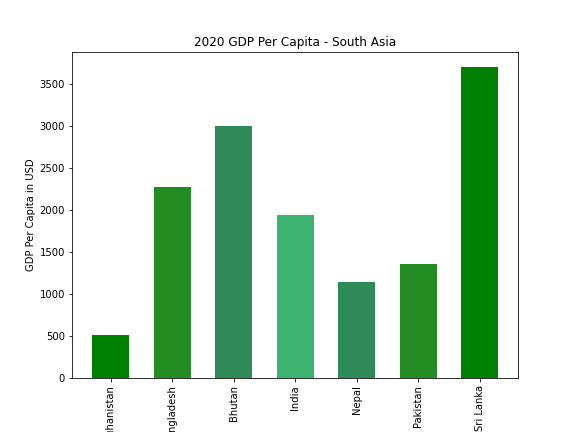 2020 GDP Per Capita - South Asia
GDP Per Capita in USD
3500
3000
2500
2000
1500
1000
500
0
hanistan
ngladesh
Bhutan
India
Nepal
Pakistan
Sri Lanka